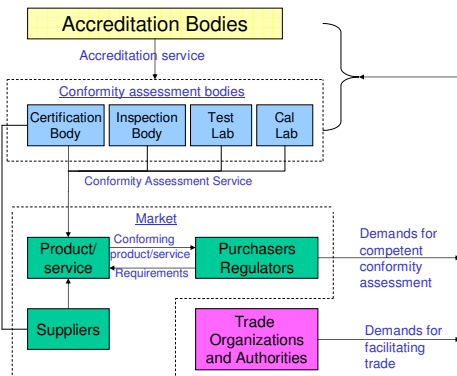 Accreditation Bodies
Accreditation service
Conformity assessment bodies
Certification
Body
Inspection
Body
Test
Lab
Cal
Lab
Conformity Assessment Service
Market
Product/
service
Conforming
product/service
Requirements
Purchasers
Regulators
Demands for
competent
conformity
assessment
Suppliers
Trade
Organizations
and Authorities
Demands for
facilitating
trade